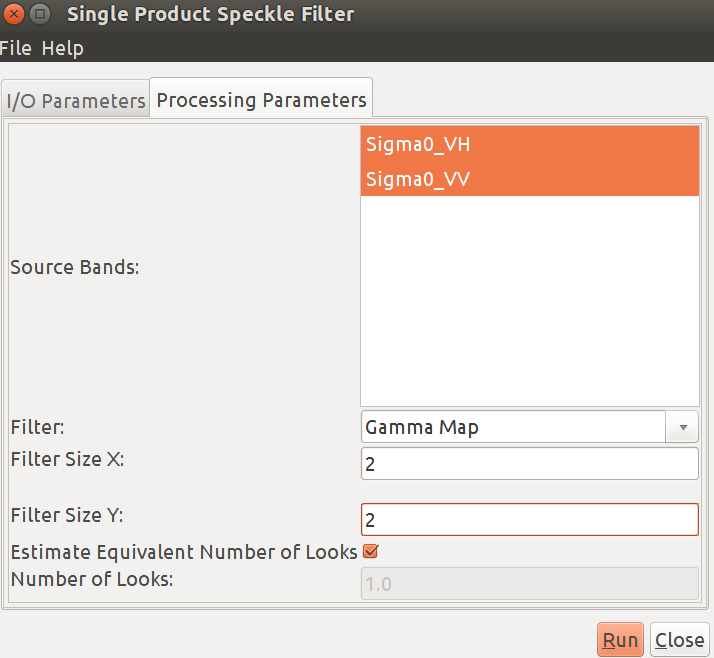 Single Product Speckle Filter
File Help
I/O Parameters Processing Parameters
Sigma0_VH
Sigma0_VV
Source Bands:
Filter: Gamma Map
Filter Size X: 2
Filter Size Y: 2
Estimate Equivalent Number of Looks
Number of Looks: 1.0
Run Close